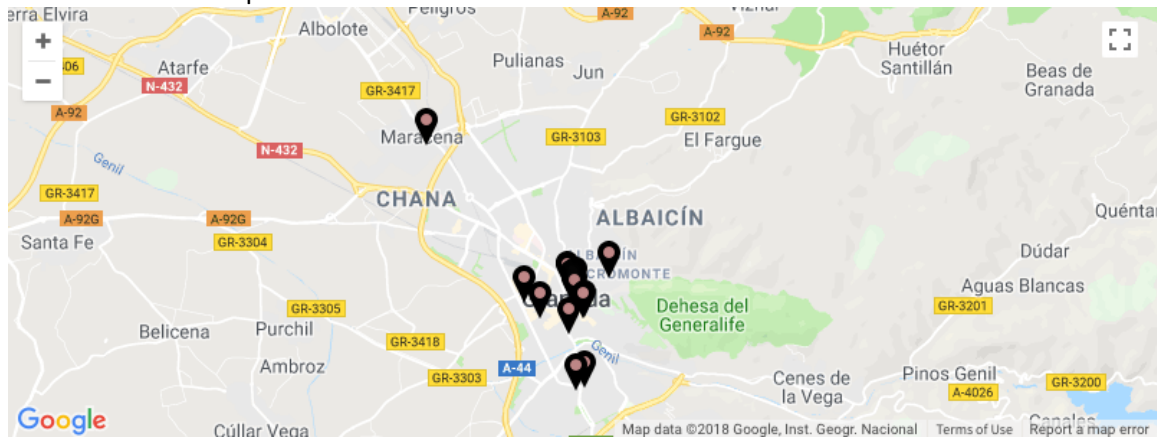 erra Elvira
Albolote
Peligros
A-92
A-92
Huétor
Santillán
Beas de
Granada
Pulianas
Jun
Atarfe
N-432
A-92
GR-3417
Maracena
GR-3103
GR-3102
El Fargue
N-432
Genil
GR-3417
CHANA
ALBAICÍN
Quéntar
A-92G
A-92G
Santa Fe
GR-3304
Dúdar
Aguas Blancas
GR-3201
Dehesa del
Generalife
GR-3305
Belicena
Purchil
GR-3418
Ambroz
GR-3303
A-44
Genil
Cenes de
la Vega
Pinos Genil
GR-3200
A-4026
Canales
Google
Cúllar Vega
Map data ©2018 Google, Inst. Geogr. Nacional
Terms of Use
Report a map error